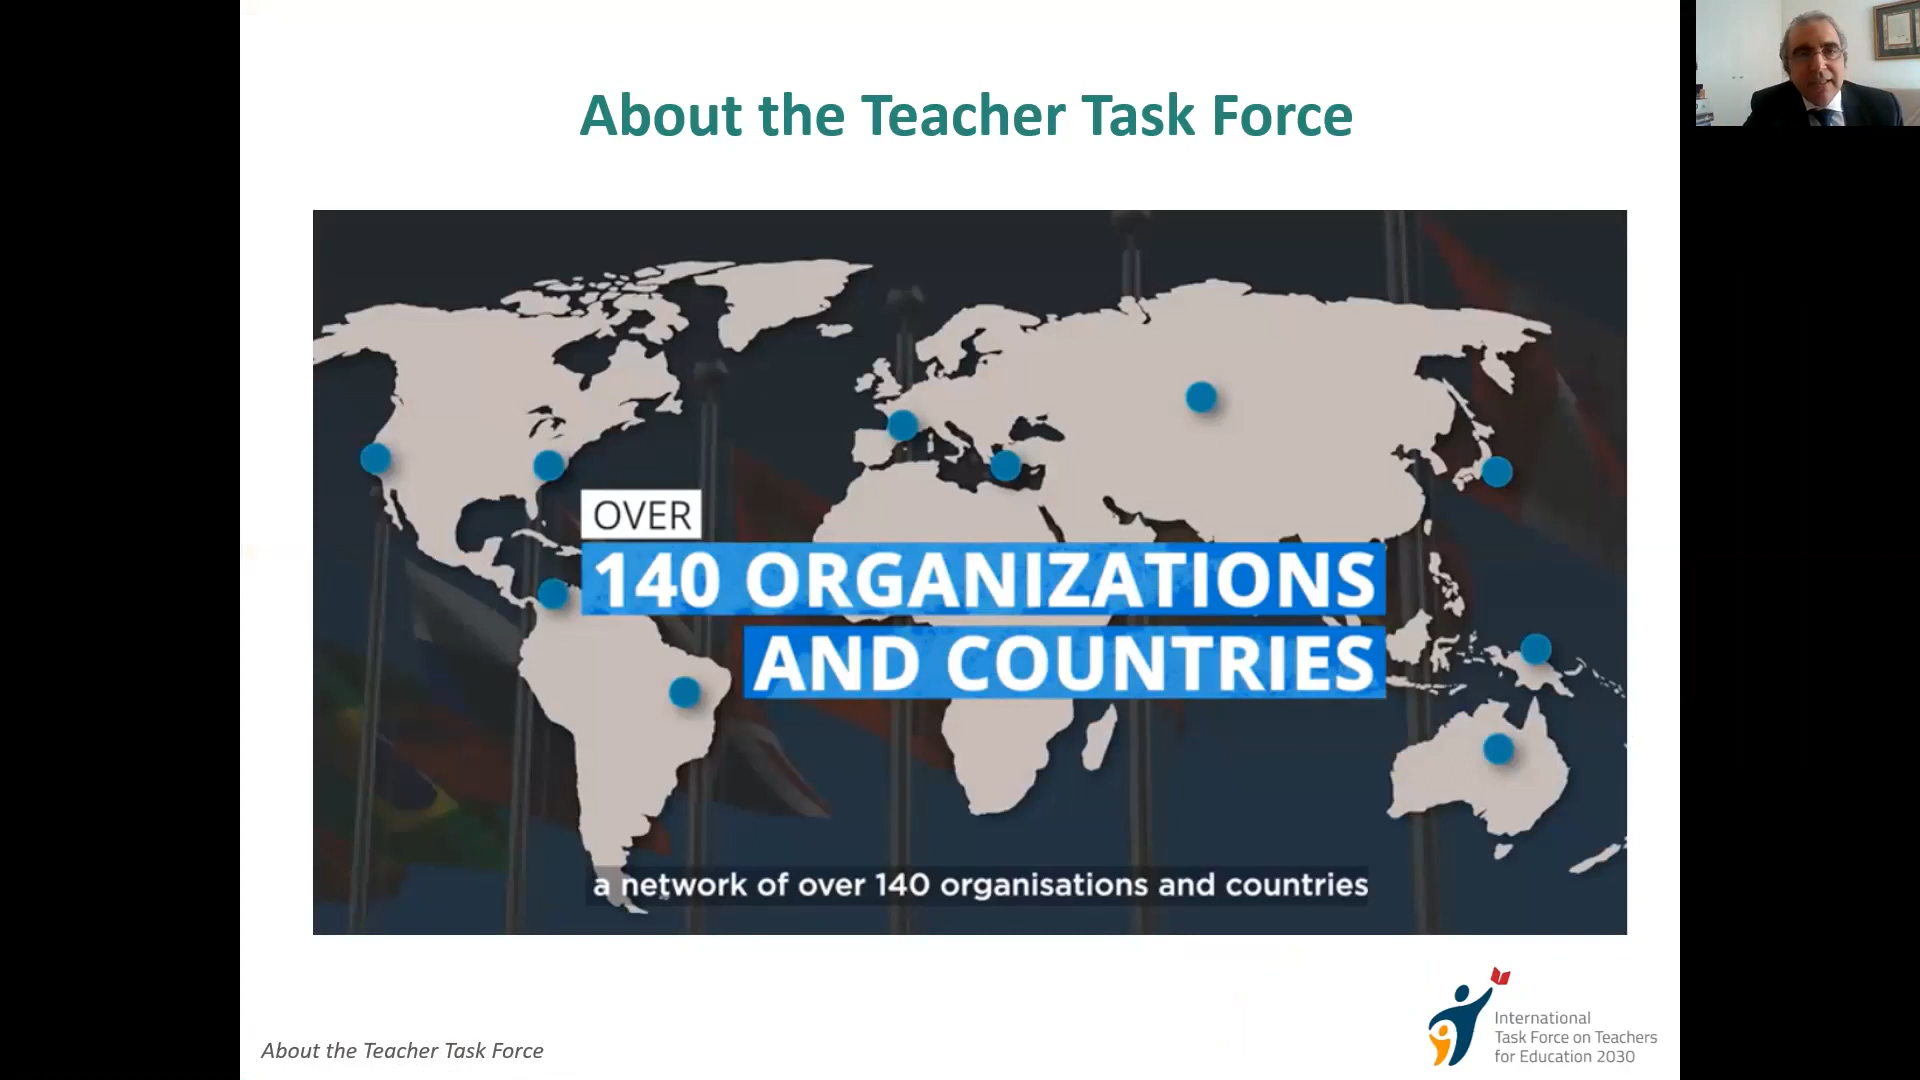 About the Teacher Task Force
OVER
140 ORGANIZATIONS
AND COUNTRIES
a network of over 140 organisations and countries
About the Teacher Task Force
International
Task Force on Teachers
for Education 2030